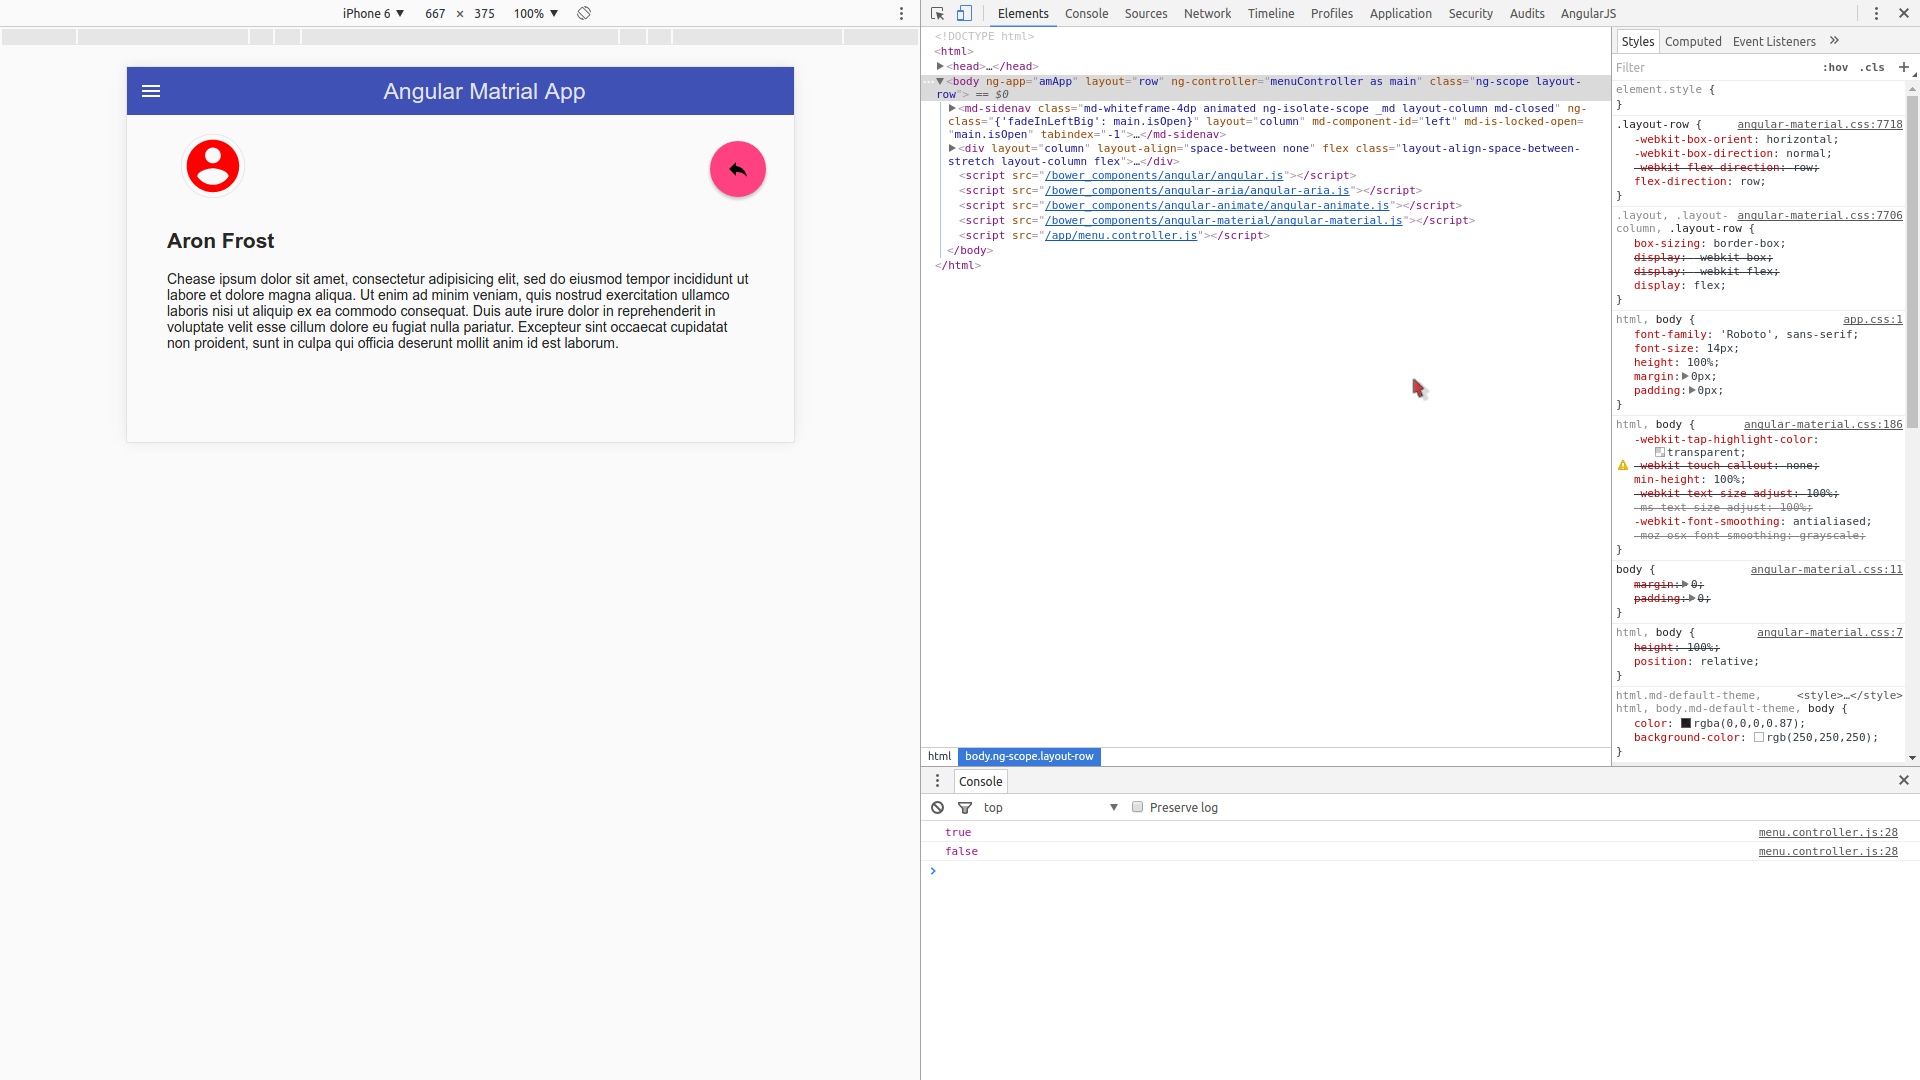 iPhone 6 ▼ 667 × 375 100% ▼
Angular Matrial App
Aron Frost
Chease ipsum dolor sit amet, consectetur adipisicing elit, sed do eiusmod tempor incididunt ut
labore et dolore magna aliqua. Ut enim ad minim veniam, quis nostrud exercitation ullamco
laboris nisi ut aliquip ex ea commodo consequat. Duis aute irure dolor in reprehenderit in
voluptate velit esse cillum dolore eu fugiat nulla pariatur. Excepteur sint occaecat cupidatat
non proident, sunt in culpa qui officia deserunt mollit anim id est laborum.
Elements Console Sources Network Timeline Profiles Application Security Audits AngularJS
<!DOCTYPE html>
<html>
▶<head>…</head>
…▼<body ng-app="amApp" layout="row" ng-controller="menuController as main" class="ng-scope layout-
row"> == $0
▶<md-sidenav class="md-whiteframe-4dp animated ng-isolate-scope _md layout-column md-closed" ng-
class="{'fadeInLeftBig': main.isOpen}" layout="column" md-component-id="left" md-is-locked-open=
"main.isOpen" tabindex="-1">…</md-sidenav>
▶<div layout="column" layout-align="space-between none" flex class="layout-align-space-between-
stretch layout-column flex">…</div>
<script src="/bower_components/angular/angular.js"></script>
<script src="/bower_components/angular-aria/angular-aria.js"></script>
<script src="/bower_components/angular-animate/angular-animate.js"></script>
<script src="/bower_components/angular-material/angular-material.js"></script>
<script src="/app/menu.controller.js"></script>
</body>
</html>
html body.ng-scope.layout-row
Styles Computed Event Listeners »
Filter :hov .cls +
element.style {
}
.layout-row { angular-material.css:7718
-webkit-box-orient: horizontal;
-webkit-box-direction: normal;
-webkit-flex-direction: row;
flex-direction: row;
}
.layout, .layout- angular-material.css:7706
column, .layout-row {
box-sizing: border-box;
display: -webkit-box;
display: -webkit-flex;
display: flex;
}
html, body { app.css:1
font-family: 'Roboto', sans-serif;
font-size: 14px;
height: 100%;
margin:▶0px;
padding:▶0px;
}
html, body { angular-material.css:186
-webkit-tap-highlight-color:
transparent;
-webkit-touch-callout: none;
min-height: 100%;
-webkit-text-size-adjust: 100%;
-ms-text-size-adjust: 100%;
-webkit-font-smoothing: antialiased;
-moz-osx-font-smoothing: grayscale;
}
body { angular-material.css:11
margin:▶0;
padding:▶0;
}
html, body { angular-material.css:7
height: 100%;
position: relative;
}
html.md-default-theme, <style>…</style>
html, body.md-default-theme, body {
color: rgba(0,0,0,0.87);
background-color: rgb(250,250,250);
}
Console
top ▼ Preserve log
true menu.controller.js:28
false menu.controller.js:28
>